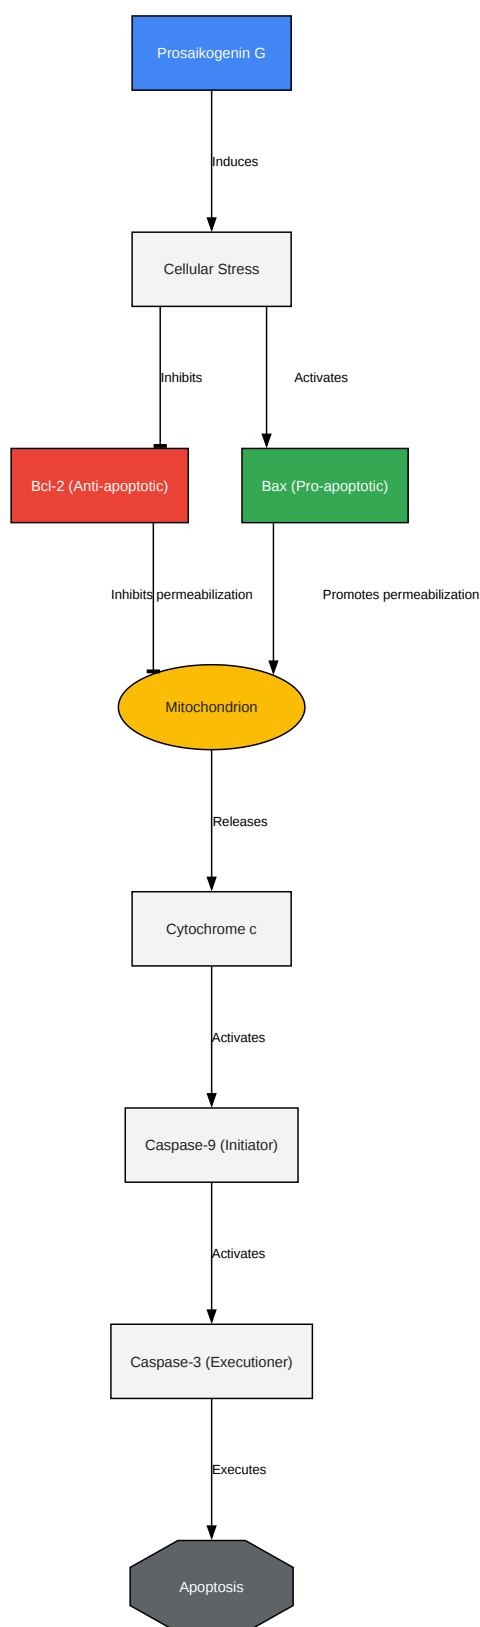 Prosaikogenin G
Induces
Cellular Stress
Inhibits
Activates
Bcl-2 (Anti-apoptotic)
Bax (Pro-apoptotic)
Inhibits permeabilization
Promotes permeabilization
Mitochondrion
Releases
Cytochrome c
Activates
Caspase-9 (Initiator)
Activates
Caspase-3 (Executioner)
Executes
Apoptosis